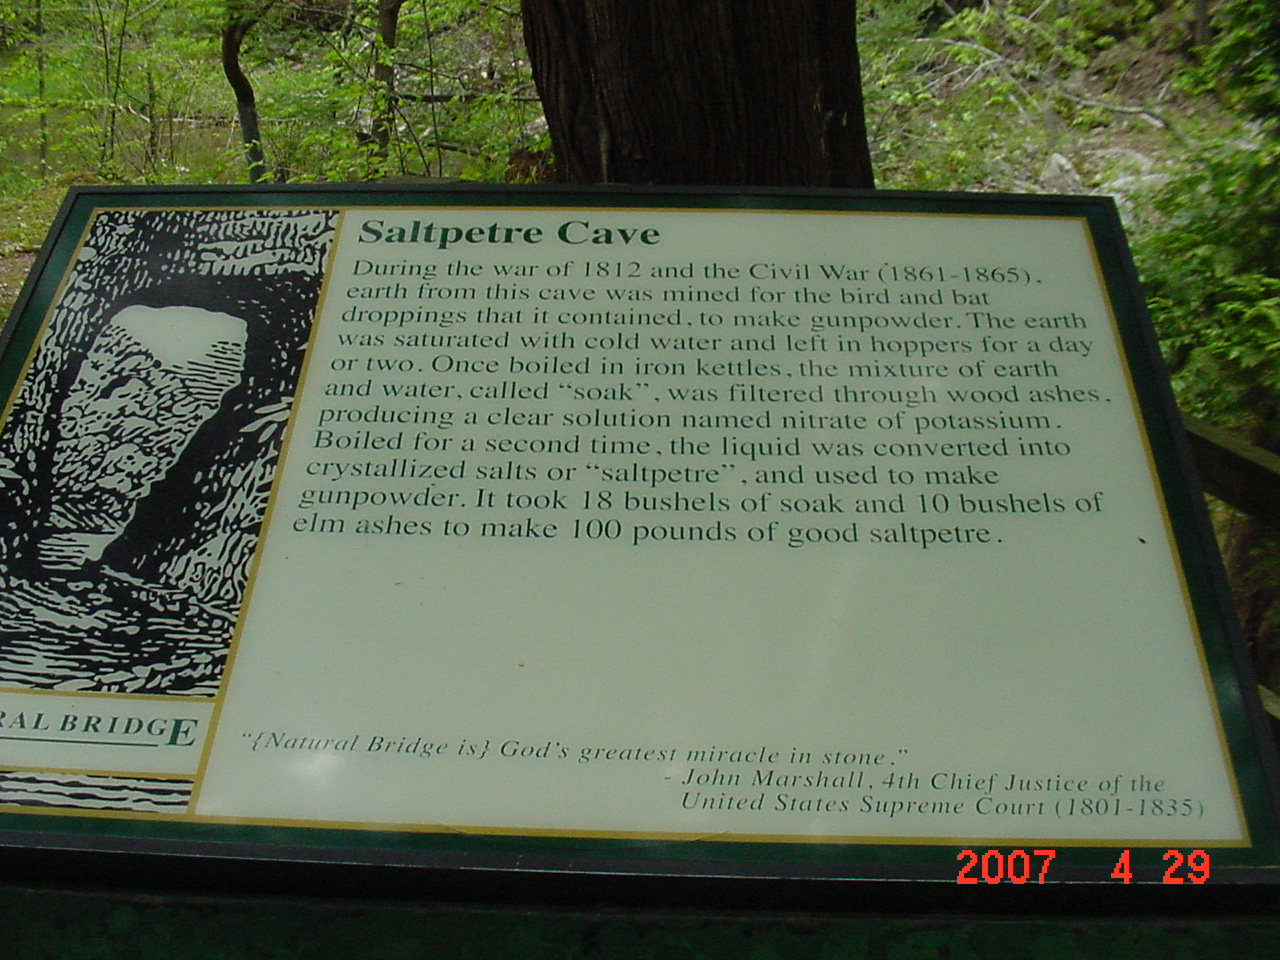 Saltpetre Cave
During the war of 1812 and the Civil War (1861-1865),
earth from this cave was mined for the bird and bat
droppings that it contained, to make gunpowder. The earth
was saturated with cold water and left in hoppers for a day
or two. Once boiled in iron kettles, the mixture of earth
and water, called "soak", was filtered through wood ashes,
producing a clear solution named nitrate of potassium.
Boiled for a second time, the liquid was converted into
crystallized salts or "saltpetre", and used to make
gunpowder. It took 18 bushels of soak and 10 bushels of
elm ashes to make 100 pounds of good saltpetre.
RAL BRIDGE
"{Natural Bridge is} God's greatest miracle in stone."
- John Marshall, 4th Chief Justice of the
United States Supreme Court (1801-1835)
2007 4 29